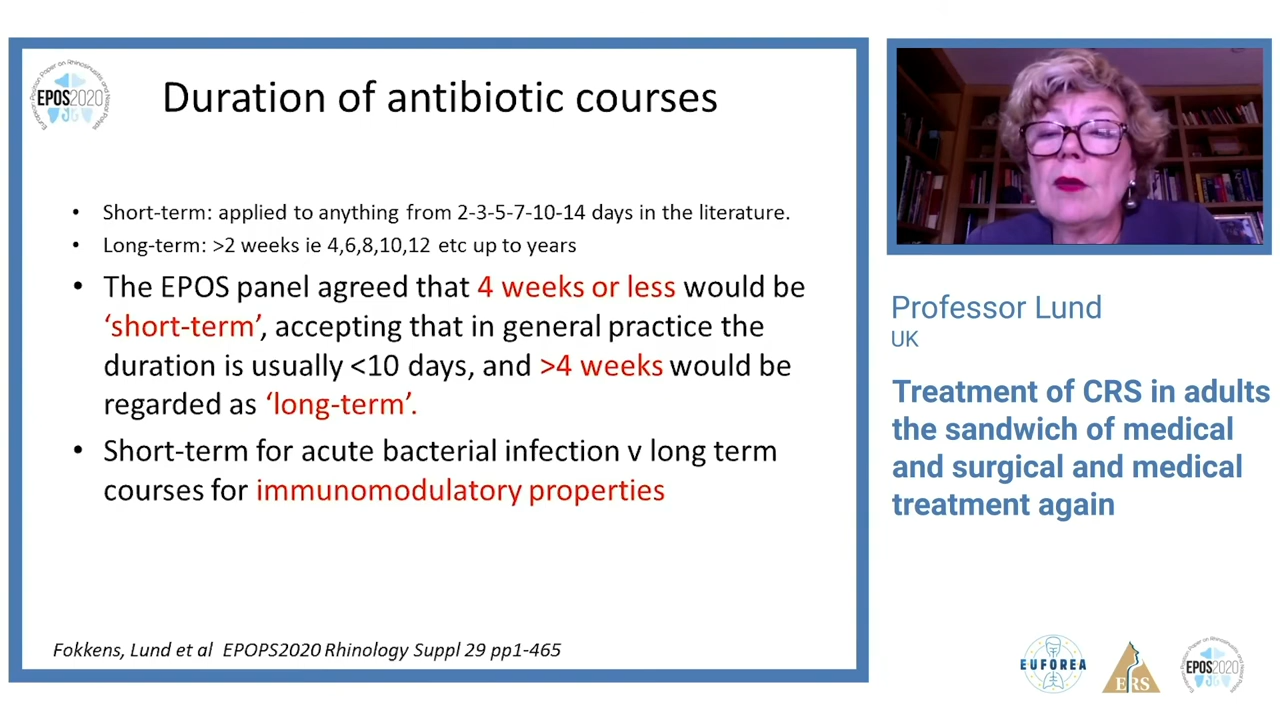 EPOS2020
Duration of antibiotic courses
• Short-term: applied to anything from 2-3-5-7-10-14 days in the literature.
• Long-term: >2 weeks ie 4,6,8,10,12 etc up to years
• The EPOS panel agreed that 4 weeks or less would be
‘short-term’, accepting that in general practice the
duration is usually <10 days, and >4 weeks would be
regarded as ‘long-term’.
• Short-term for acute bacterial infection v long term
courses for immunomodulatory properties
Fokkens, Lund et al EPOPS2020 Rhinology Suppl 29 pp1-465
Professor Lund
UK
Treatment of CRS in adults
the sandwich of medical
and surgical and medical
treatment again
EUFOREA
ERS
EPOS2020